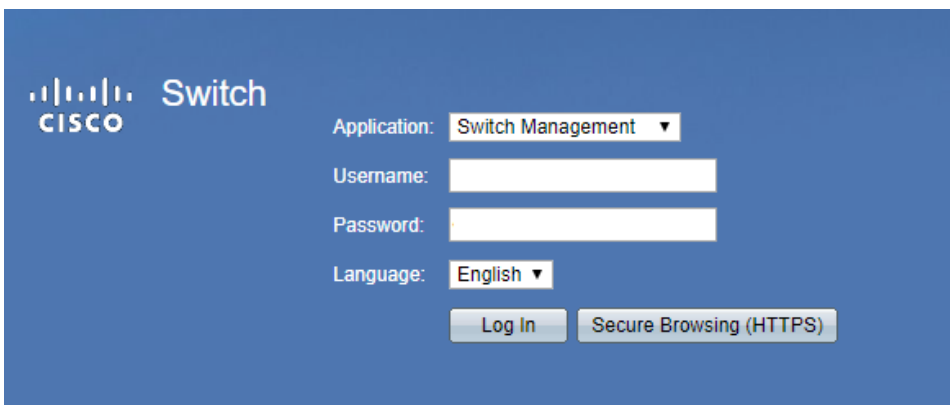 CISCO
Switch
Application: Switch Management
Username:
Password:
Language: English
Log In Secure Browsing (HTTPS)